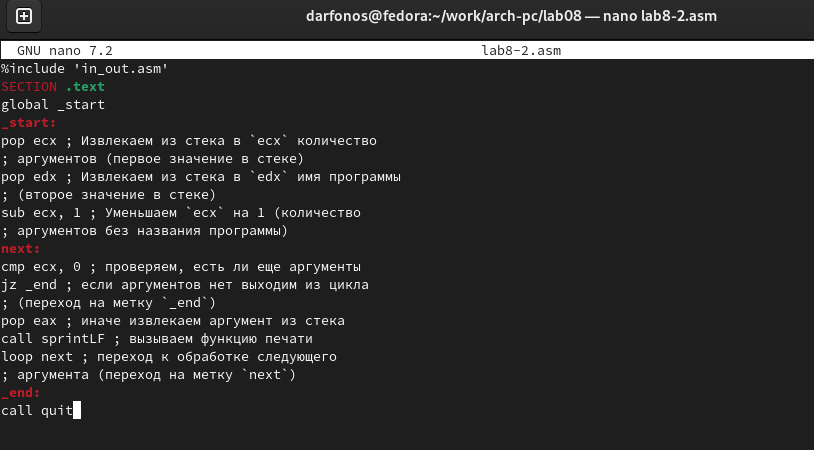 darfonos@fedora:~/work/arch-pc/lab08 — nano lab8-2.asm
GNU nano 7.2 lab8-2.asm
%include 'in_out.asm'
SECTION .text
global _start
_start:
pop ecx ; Извлекаем из стека в `ecx` количество
; аргументов (первое значение в стеке)
pop edx ; Извлекаем из стека в `edx` имя программы
; (второе значение в стеке)
sub ecx, 1 ; Уменьшаем `ecx` на 1 (количество
; аргументов без названия программы)
next:
cmp ecx, 0 ; проверяем, есть ли еще аргументы
jz _end ; если аргументов нет выходим из цикла
; (переход на метку `_end`)
pop eax ; иначе извлекаем аргумент из стека
call sprintLF ; вызываем функцию печати
loop next ; переход к обработке следующего
; аргумента (переход на метку `next`)
_end:
call quit